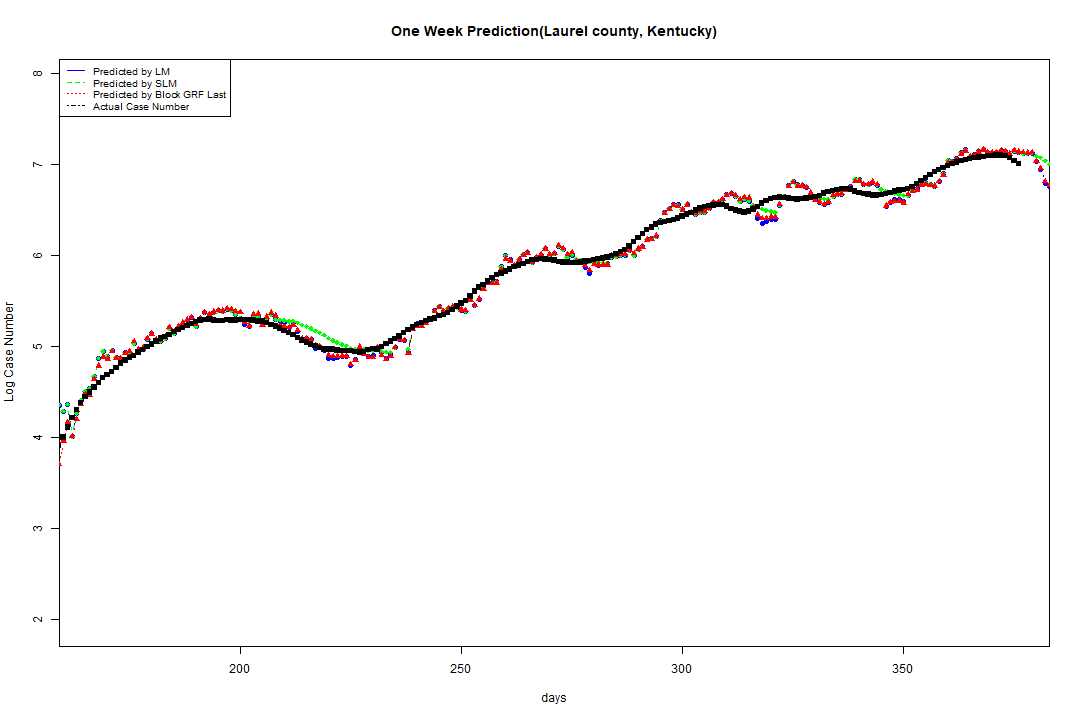 One Week Prediction(Laurel county, Kentucky)
Predicted by LM
Predicted by SLM
Predicted by Block GRF Last
Actual Case Number
8
7
6
5
4
3
2
Log Case Number
200
250
300
350
days